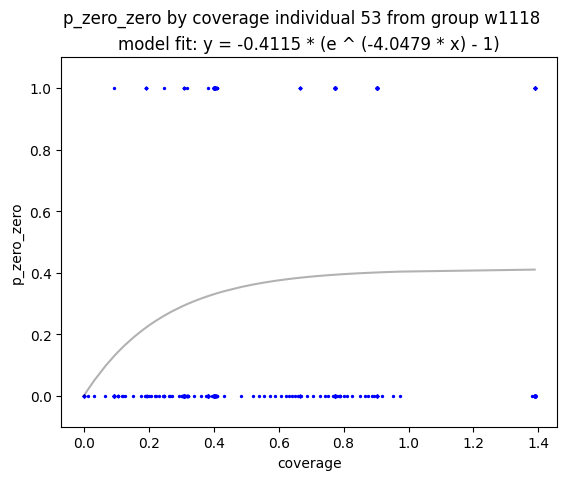 p_zero_zero by coverage individual 53 from group w1118
model fit: y = -0.4115 * (e ^ (-4.0479 * x) - 1)
1.0
0.8
0.6
0.4
0.2
0.0
p_zero_zero
0.0 0.2 0.4 0.6 0.8 1.0 1.2 1.4
coverage